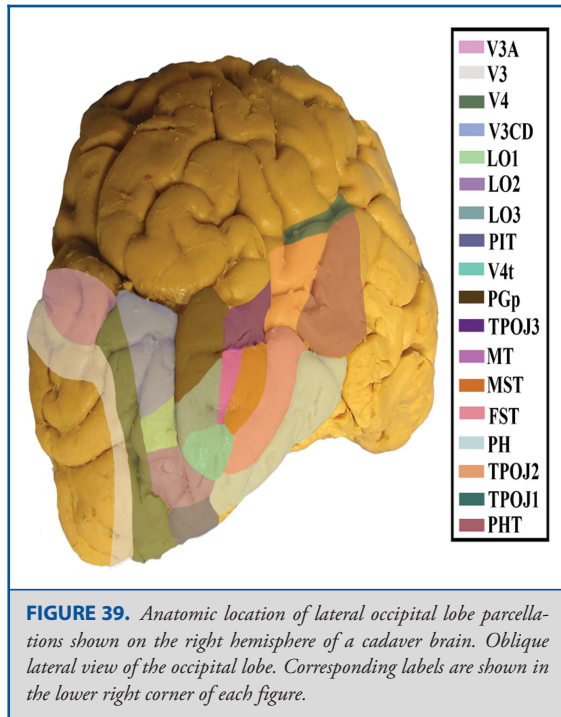 V3A
V3
V4
V3CD
LO1
LO2
LO3
PIT
V4t
PGp
TPOJ3
MT
MST
FST
PH
TPOJ2
TPOJ1
PHT
FIGURE 39. Anatomic location of lateral occipital lobe parcella-
tions shown on the right hemisphere of a cadaver brain. Oblique
lateral view of the occipital lobe. Corresponding labels are shown in
the lower right corner of each figure.